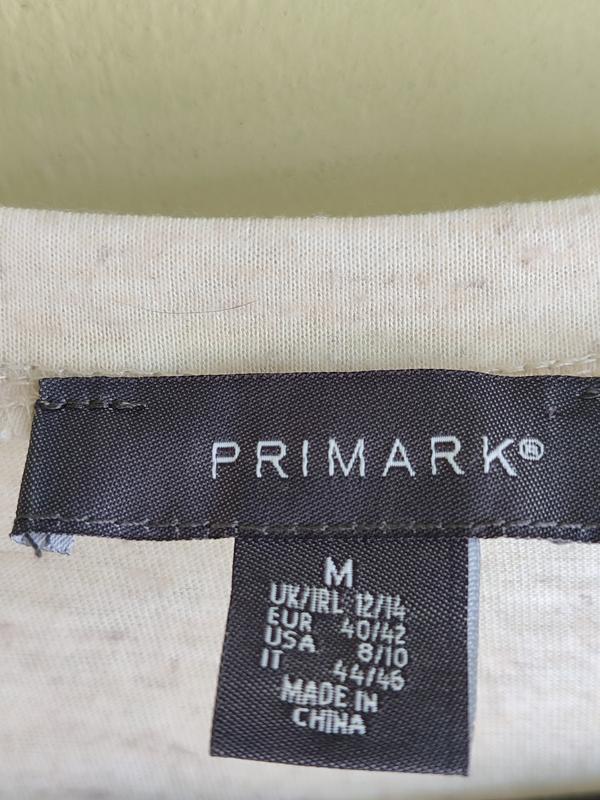 PRIMARK®
M
UK/IRL 12/14
EUR 40/42
USA 8/10
IT 44/46
MADE IN
CHINA